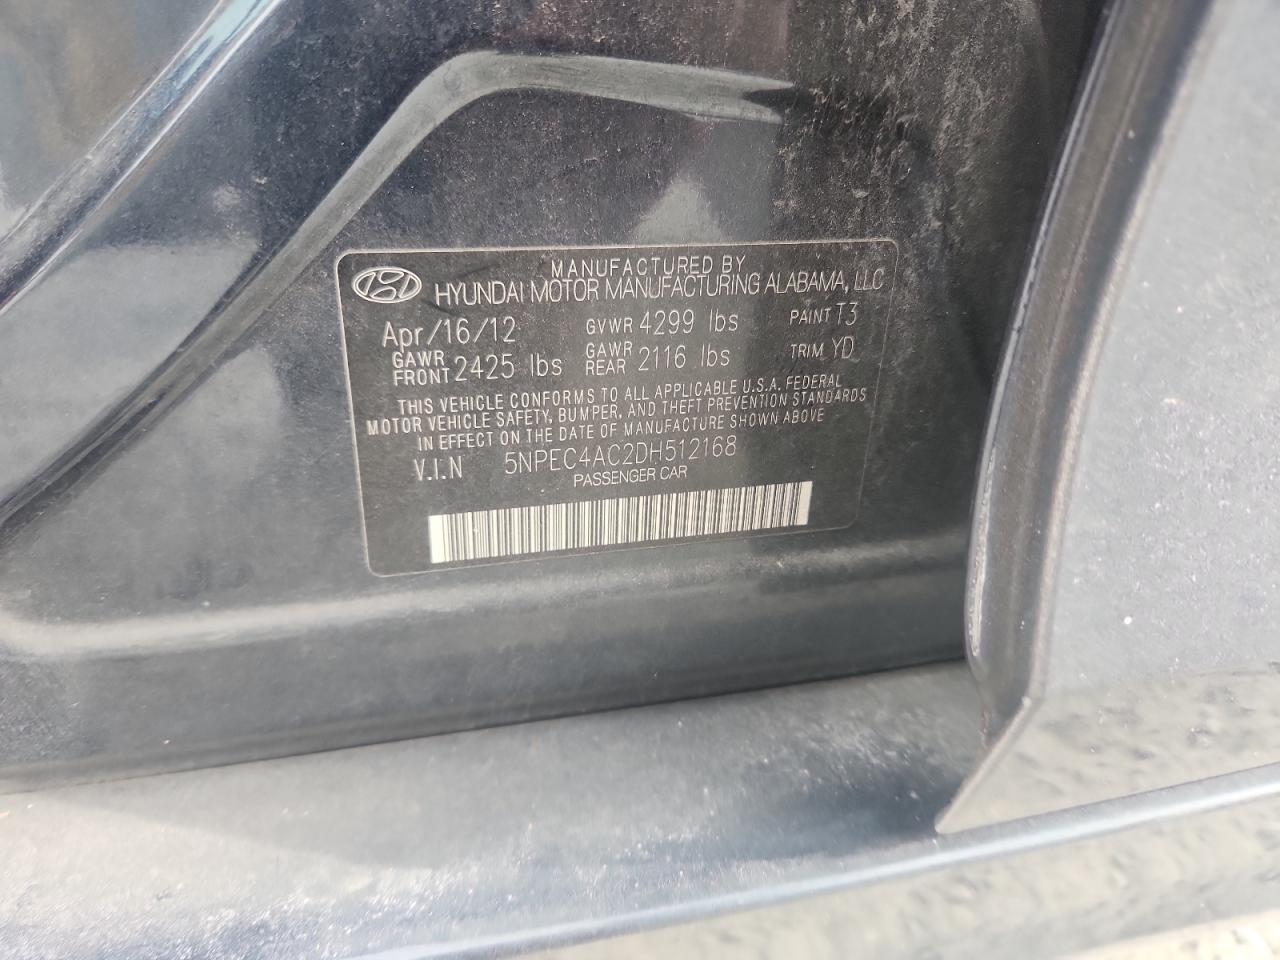 MANUFACTURED BY
HYUNDAI MOTOR MANUFACTURING ALABAMA, LLC
Apr/16/12 GVWR 4299 lbs PAINT T3
GAWR FRONT 2425 lbs GAWR REAR 2116 lbs TRIM YD
THIS VEHICLE CONFORMS TO ALL APPLICABLE U.S.A. FEDERAL
MOTOR VEHICLE SAFETY, BUMPER, AND THEFT PREVENTION STANDARDS
IN EFFECT ON THE DATE OF MANUFACTURE SHOWN ABOVE
V.I.N 5NPEC4AC2DH512168
PASSENGER CAR